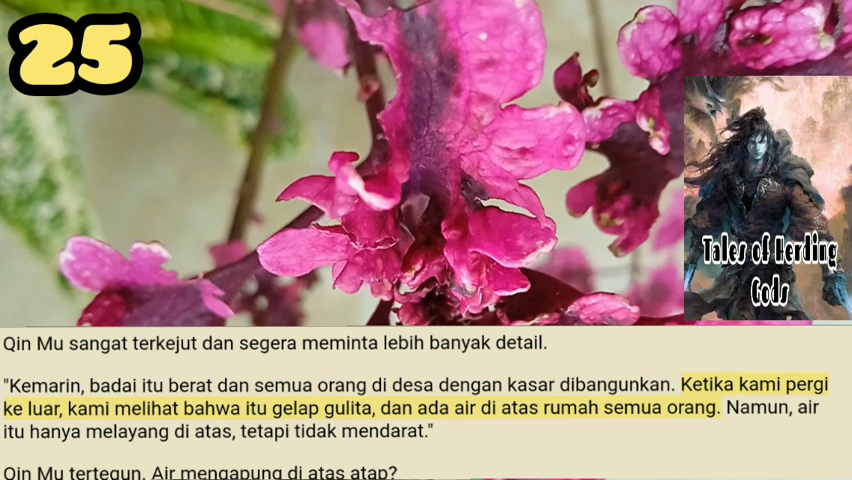 25
Tales of Herding
Gods
Qin Mu sangat terkejut dan segera meminta lebih banyak detail.
"Kemarin, badai itu berat dan semua orang di desa dengan kasar dibangunkan. Ketika kami pergi
ke luar, kami melihat bahwa itu gelap gulita, dan ada air di atas rumah semua orang. Namun, air
itu hanya melayang di atas, tetapi tidak mendarat."
Qin Mu tertegun. Air mengapung di atas atap?